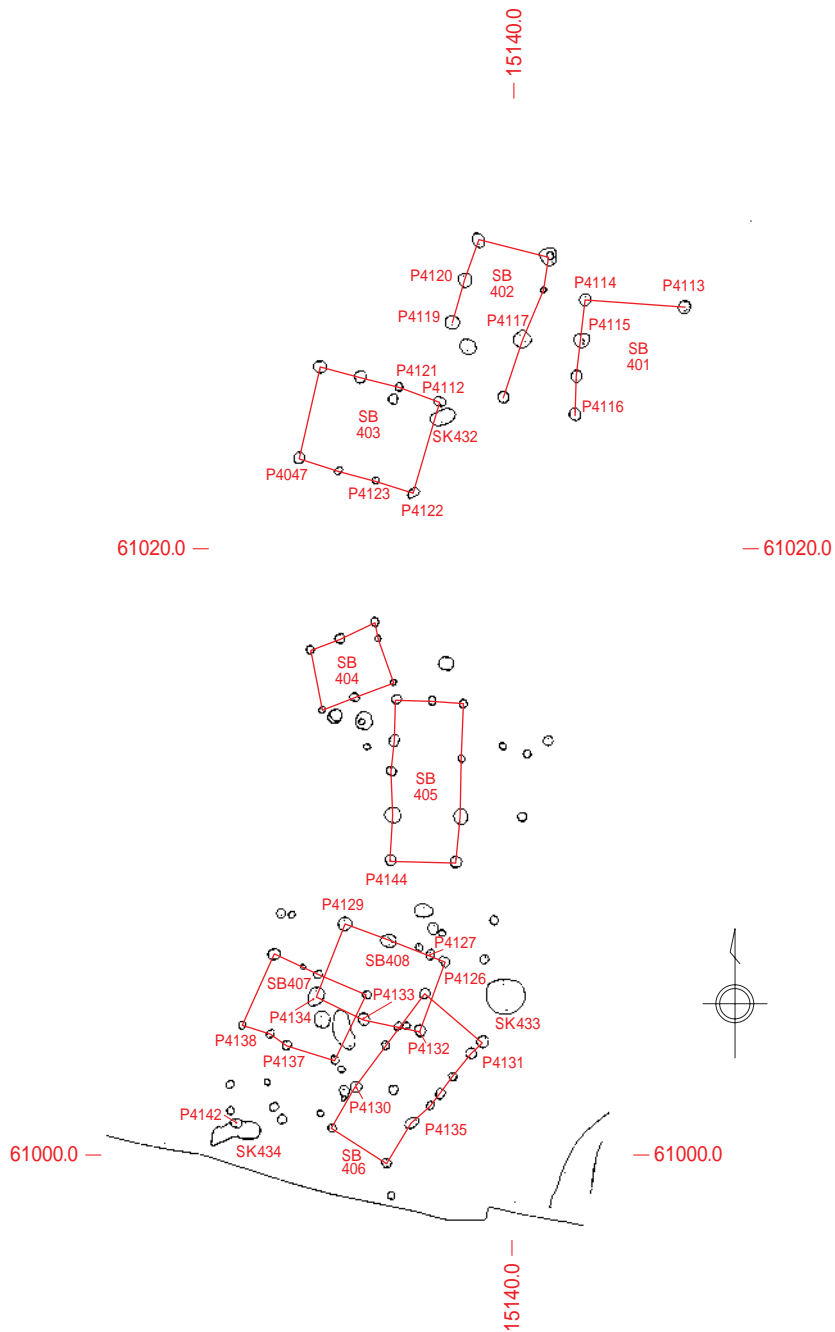 15140.0
P4120
SB
402
P4119
P4117
P4114
P4113
P4115
SB
401
P4116
P4121
P4112
SB
403
SK432
P4047
P4123
P4122
61020.0
61020.0
SB
404
SB
405
P4144
P4129
P4127
SB408
P4126
SB407
P4133
P4134
SK433
P4138
P4132
P4137
P4131
P4130
P4142
P4135
SK434
SB
406
61000.0
61000.0
15140.0